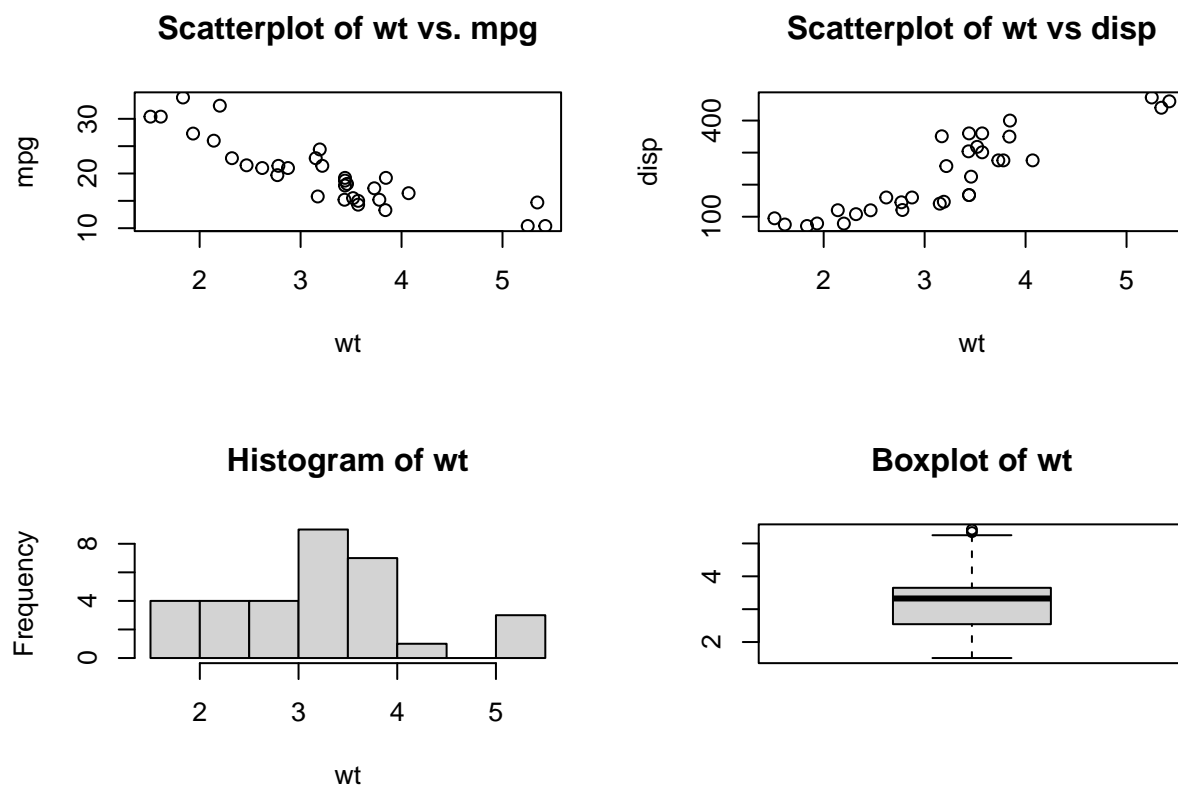 Scatterplot of wt vs. mpg
mpg
10 20 30
2 3 4 5
wt
Scatterplot of wt vs disp
disp
100 400
2 3 4 5
wt
Histogram of wt
Frequency
0 4 8
2 3 4 5
wt
Boxplot of wt
2 4